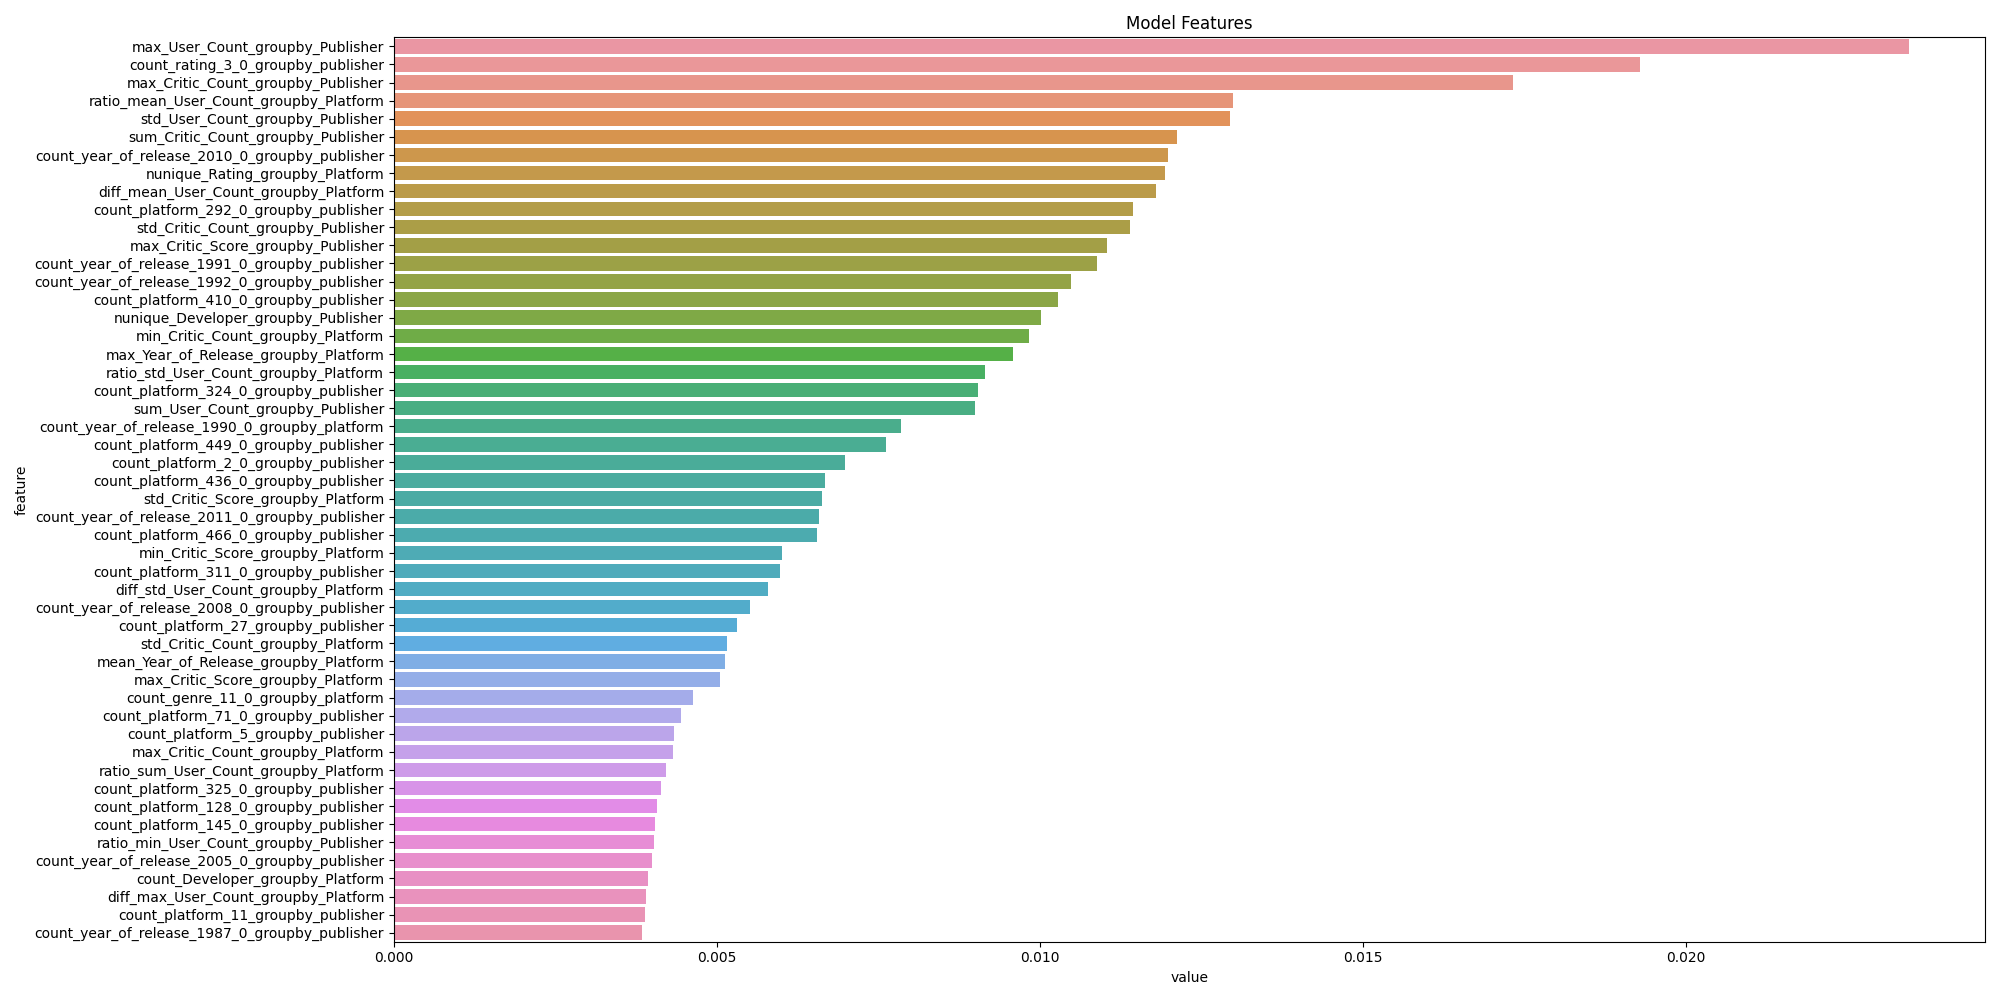 Model Features
feature
max_User_Count_groupby_Publisher
count_rating_3_0_groupby_publisher
max_Critic_Count_groupby_Publisher
ratio_mean_User_Count_groupby_Platform
std_User_Count_groupby_Publisher
sum_Critic_Count_groupby_Publisher
count_year_of_release_2010_0_groupby_publisher
nunique_Rating_groupby_Platform
diff_mean_User_Count_groupby_Platform
count_platform_292_0_groupby_publisher
std_Critic_Count_groupby_Publisher
max_Critic_Score_groupby_Publisher
count_year_of_release_1991_0_groupby_publisher
count_year_of_release_1992_0_groupby_publisher
count_platform_410_0_groupby_publisher
nunique_Developer_groupby_Publisher
min_Critic_Count_groupby_Platform
max_Year_of_Release_groupby_Platform
ratio_std_User_Count_groupby_Platform
count_platform_324_0_groupby_publisher
sum_User_Count_groupby_Publisher
count_year_of_release_1990_0_groupby_platform
count_platform_449_0_groupby_publisher
count_platform_2_0_groupby_publisher
count_platform_436_0_groupby_publisher
std_Critic_Score_groupby_Platform
count_year_of_release_2011_0_groupby_publisher
count_platform_466_0_groupby_publisher
min_Critic_Score_groupby_Platform
count_platform_311_0_groupby_publisher
diff_std_User_Count_groupby_Platform
count_year_of_release_2008_0_groupby_publisher
count_platform_27_groupby_publisher
std_Critic_Count_groupby_Platform
mean_Year_of_Release_groupby_Platform
max_Critic_Score_groupby_Platform
count_genre_11_0_groupby_platform
count_platform_71_0_groupby_publisher
count_platform_5_groupby_publisher
max_Critic_Count_groupby_Platform
ratio_sum_User_Count_groupby_Platform
count_platform_325_0_groupby_publisher
count_platform_128_0_groupby_publisher
count_platform_145_0_groupby_publisher
ratio_min_User_Count_groupby_Publisher
count_year_of_release_2005_0_groupby_publisher
count_Developer_groupby_Platform
diff_max_User_Count_groupby_Platform
count_platform_11_groupby_publisher
count_year_of_release_1987_0_groupby_publisher
0.000 0.005 0.010 0.015 0.020
value